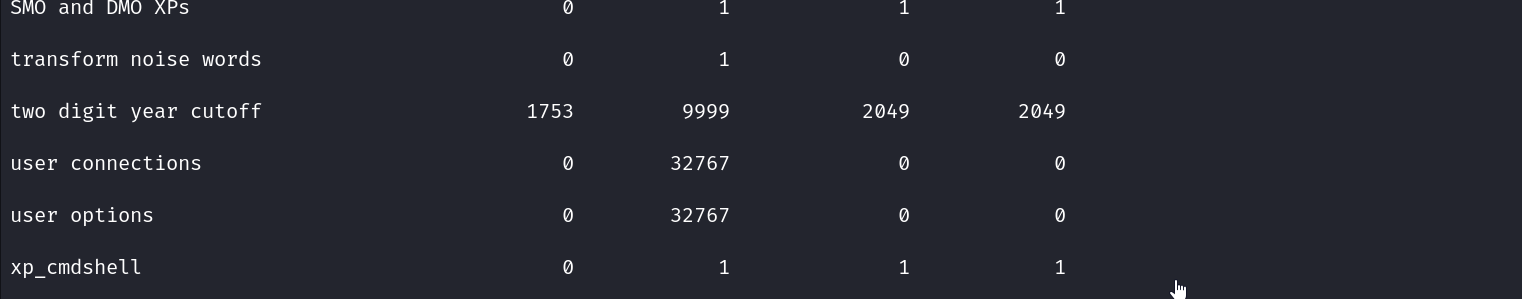 SMO and DMO XPs 0 1 1 1
transform noise words 0 1 0 0
two digit year cutoff 1753 9999 2049 2049
user connections 0 32767 0 0
user options 0 32767 0 0
xp_cmdshell 0 1 1 1